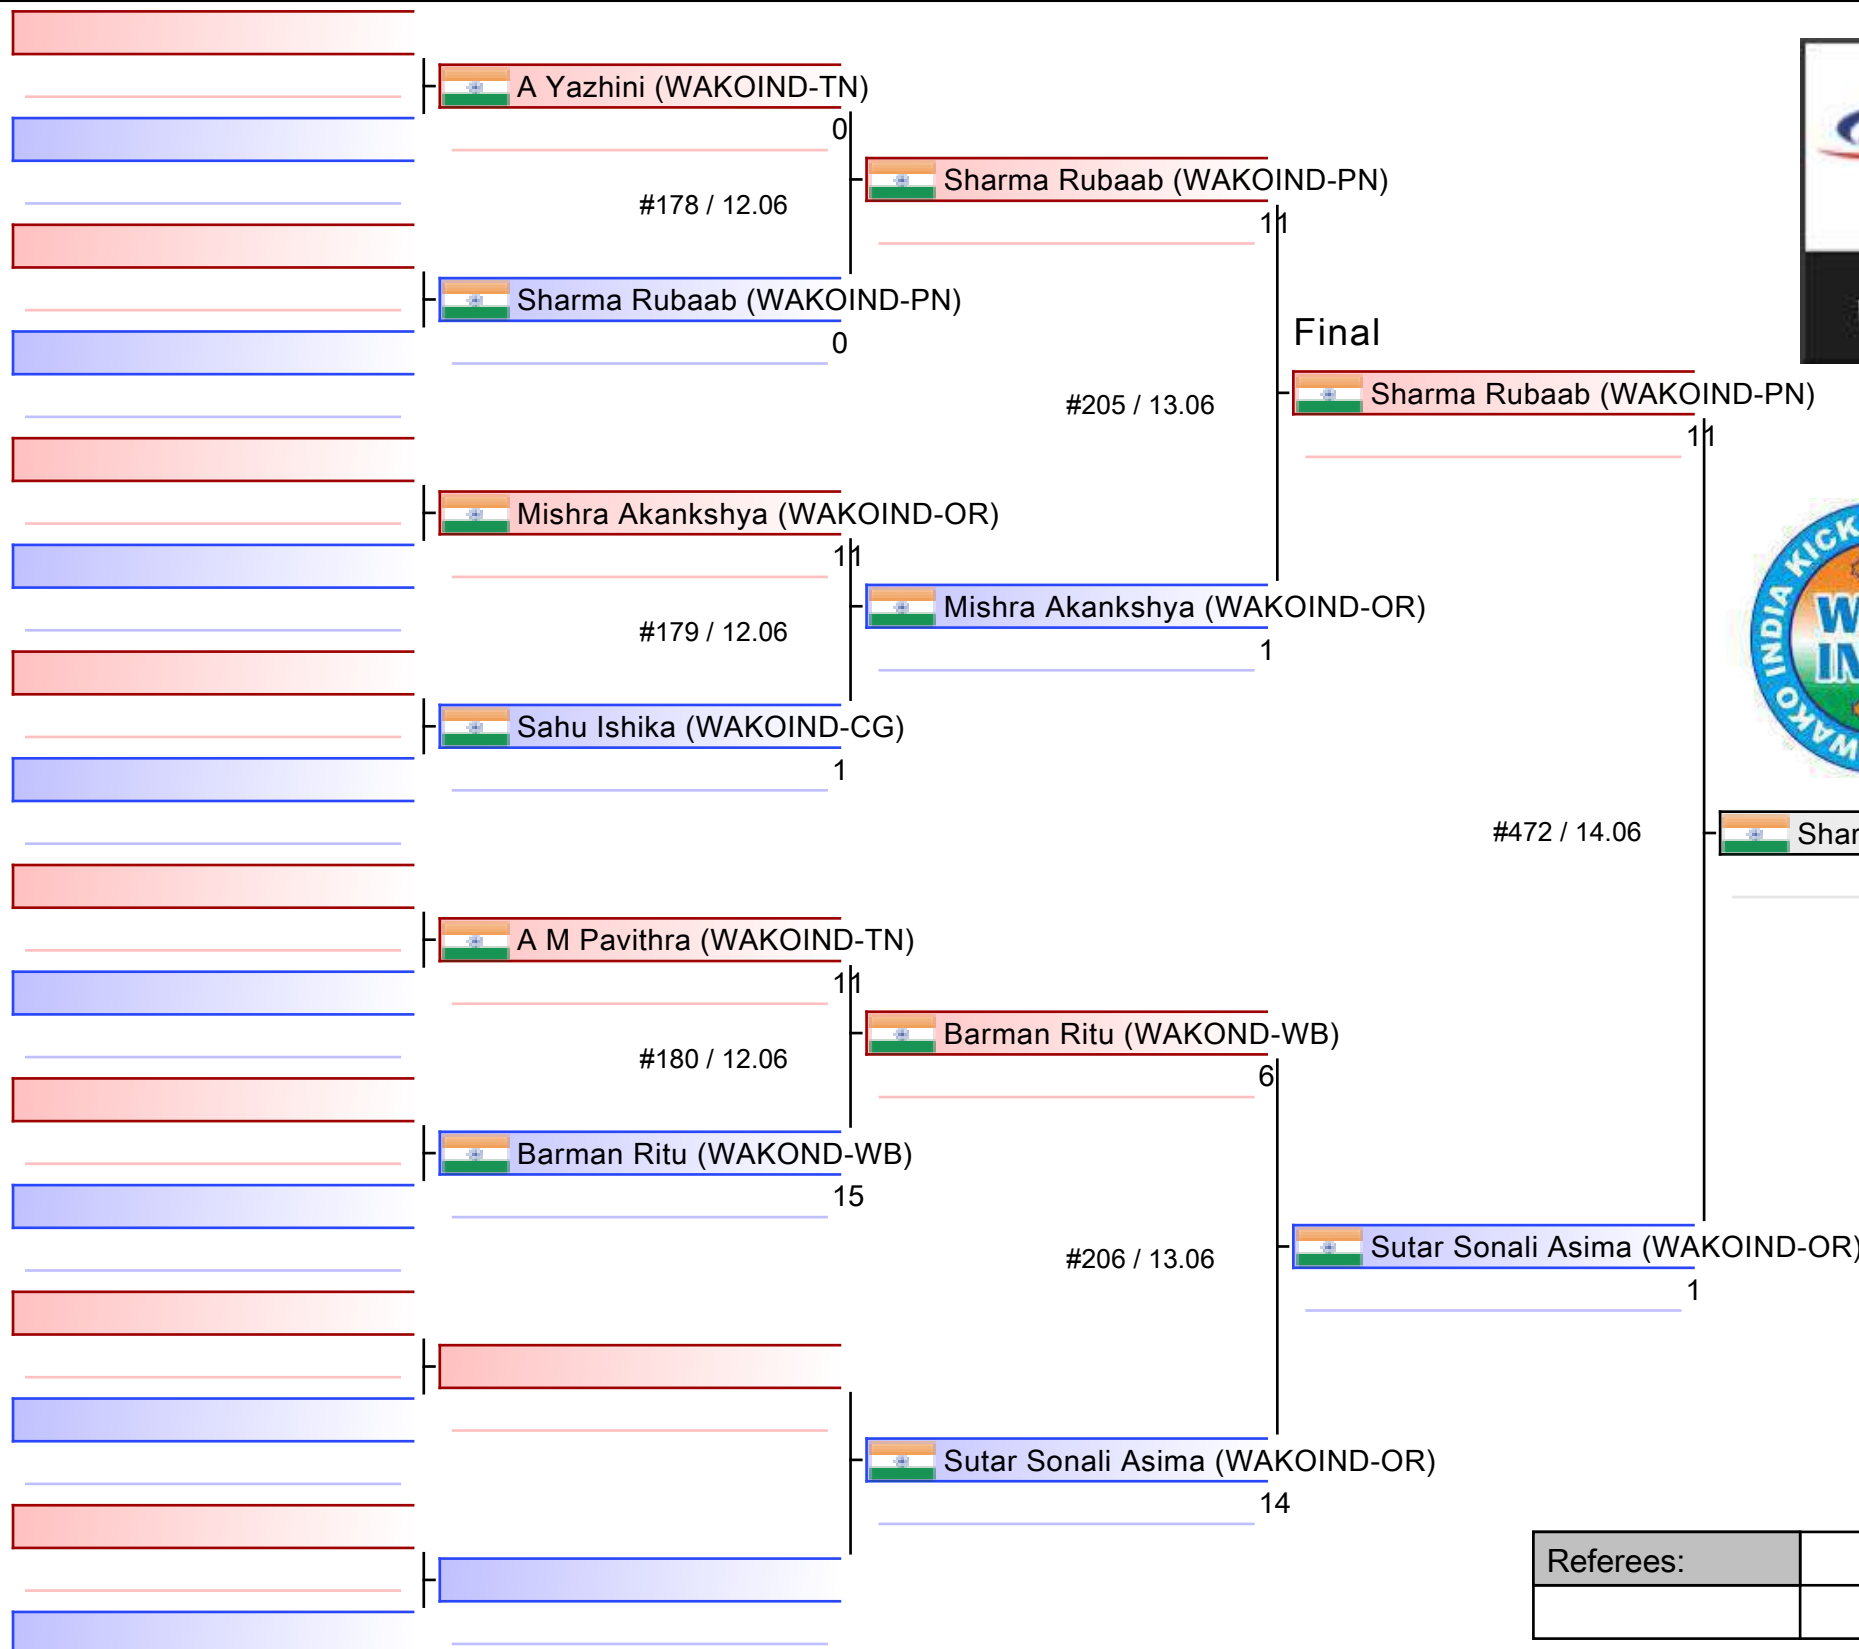 A Yazhini (WAKOIND-TN)
0
#178 / 12.06
Sharma Rubaab (WAKOIND-PN)
0
Sharma Rubaab (WAKOIND-PN)
11
#205 / 13.06
Mishra Akankshya (WAKOIND-OR)
11
#179 / 12.06
Sahu Ishika (WAKOIND-CG)
1
Mishra Akankshya (WAKOIND-OR)
1
Final
Sharma Rubaab (WAKOIND-PN)
11
#472 / 14.06
A M Pavithra (WAKOIND-TN)
11
#180 / 12.06
Barman Ritu (WAKOND-WB)
15
Barman Ritu (WAKOND-WB)
6
#206 / 13.06
Sutar Sonali Asima (WAKOIND-OR)
14
Sutar Sonali Asima (WAKOIND-OR)
1
WAKO INDIA KICK
Referees: